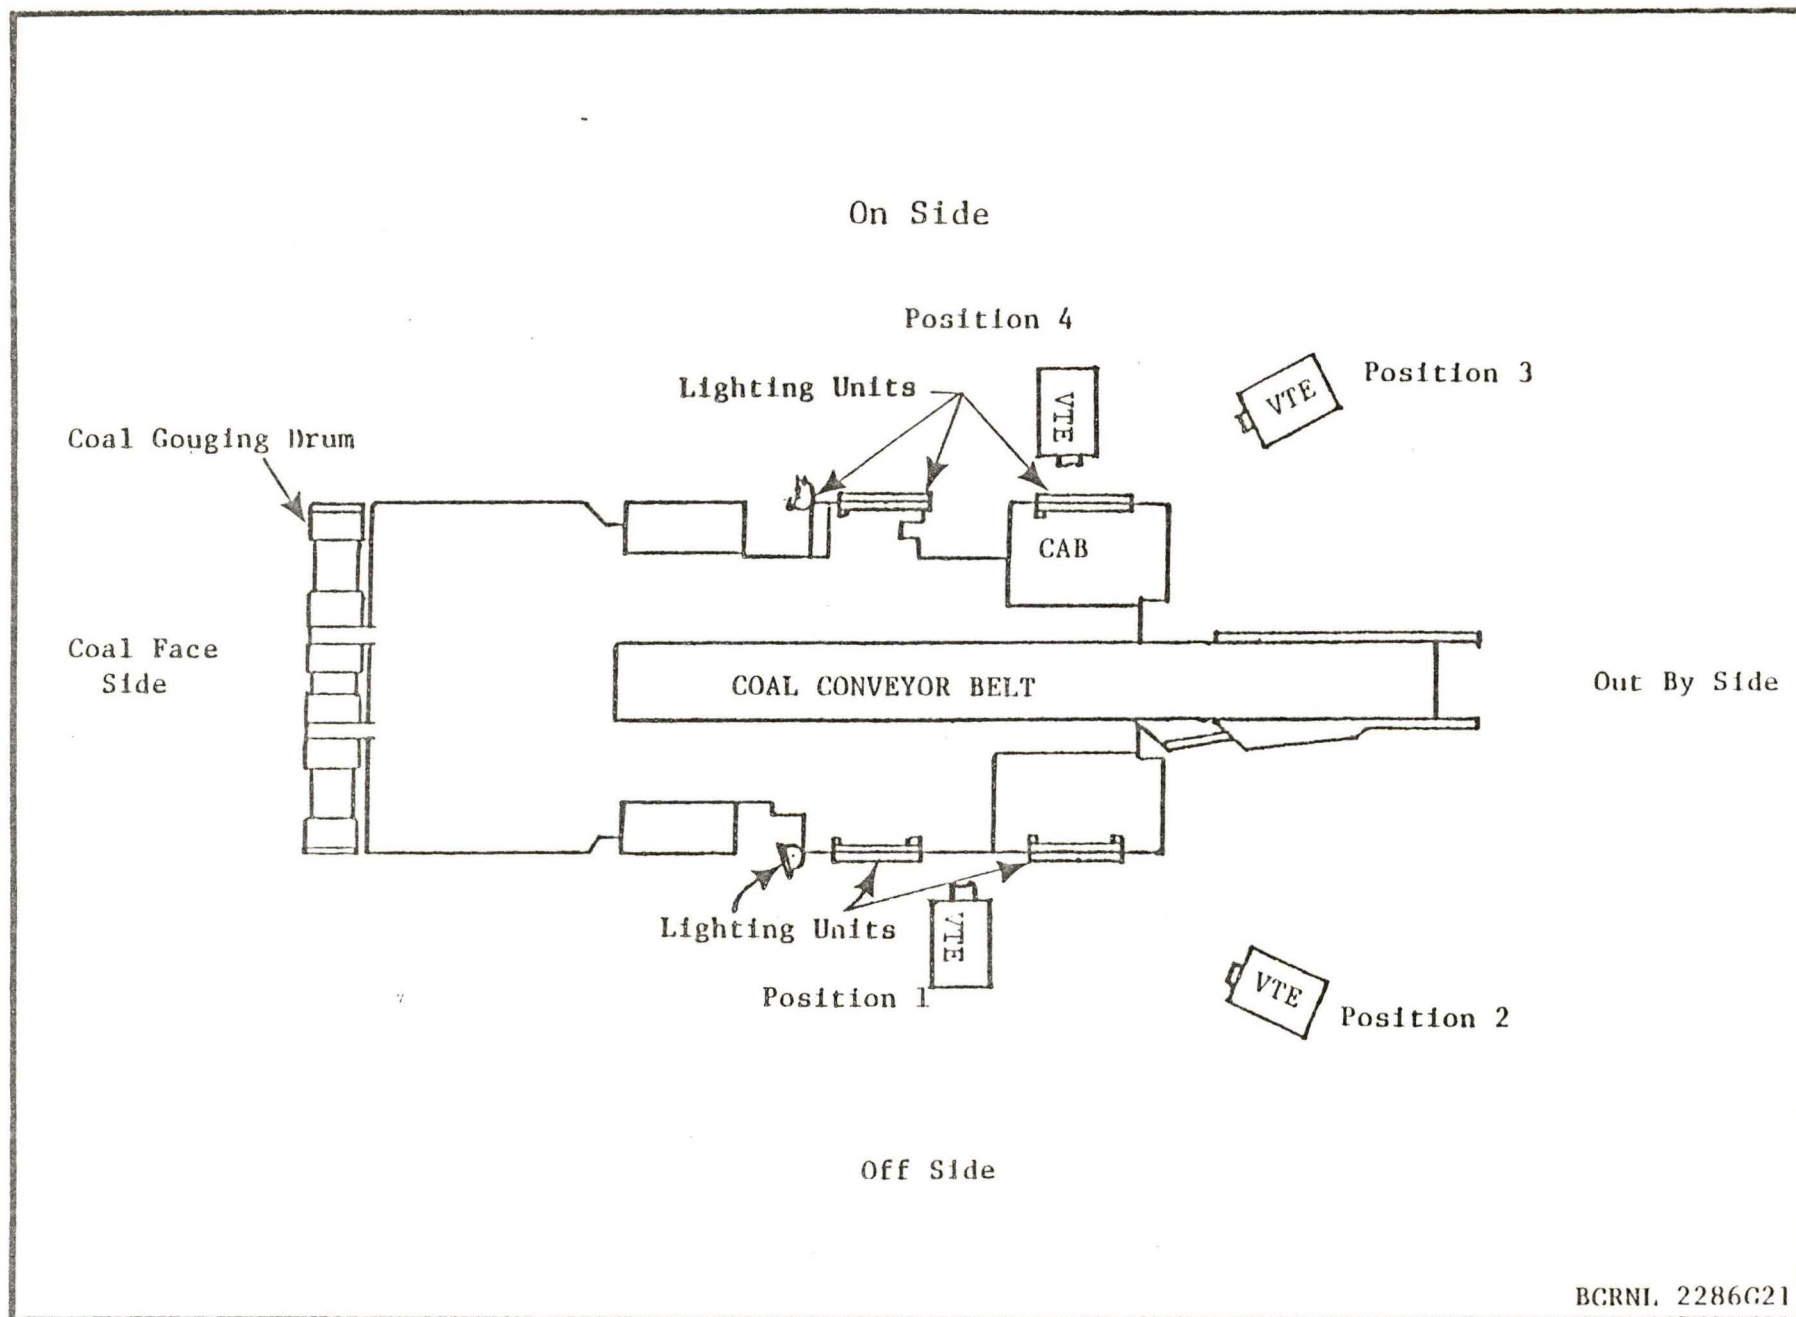 On Side
Position 4
Position 3
Lighting Units
VTE
VTE
Coal Gouging Drum
CAB
Coal Face
Side
COAL CONVEYOR BELT
Out By Side
Lighting Units
VTE
VTE
Position 1
Position 2
Off Side
BCRNL 2286G21